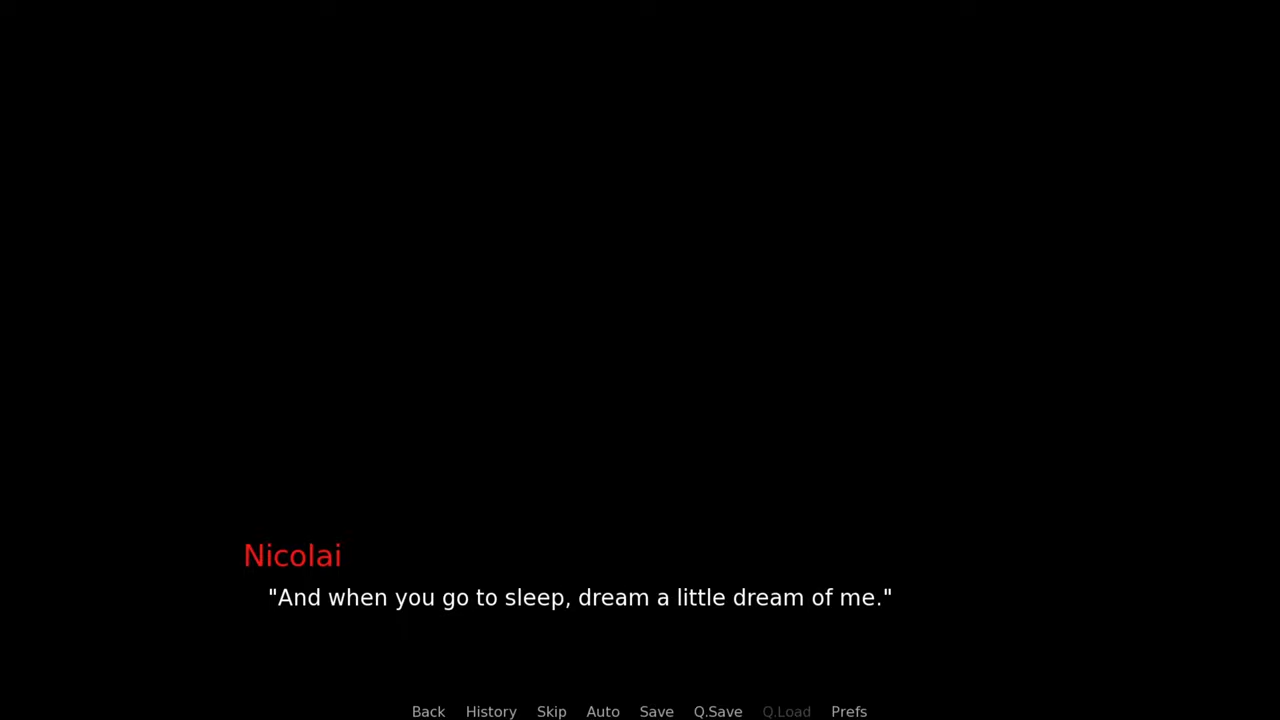 Nicolai
"And when you go to sleep, dream a little dream of me."
Back History Skip Auto Save Q.Save Q.Load Prefs